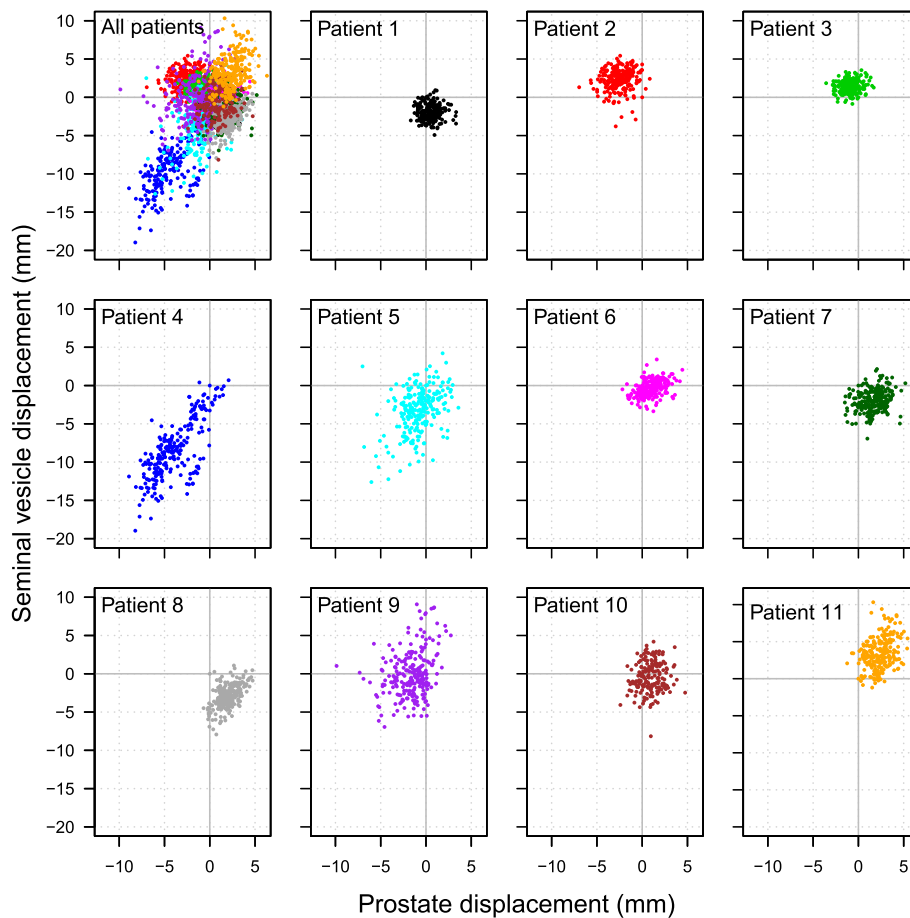 All patients
Patient 1
Patient 2
Patient 3
10
5
0
−5
−10
−15
−20
Patient 4
Patient 5
Patient 6
Patient 7
10
5
0
−5
−10
−15
−20
Patient 8
Patient 9
Patient 10
Patient 11
10
5
0
−5
−10
−15
−20
−10 −5 0 5
−10 −5 0 5
−10 −5 0 5
−10 −5 0 5
Seminal vesicle displacement (mm)
Prostate displacement (mm)